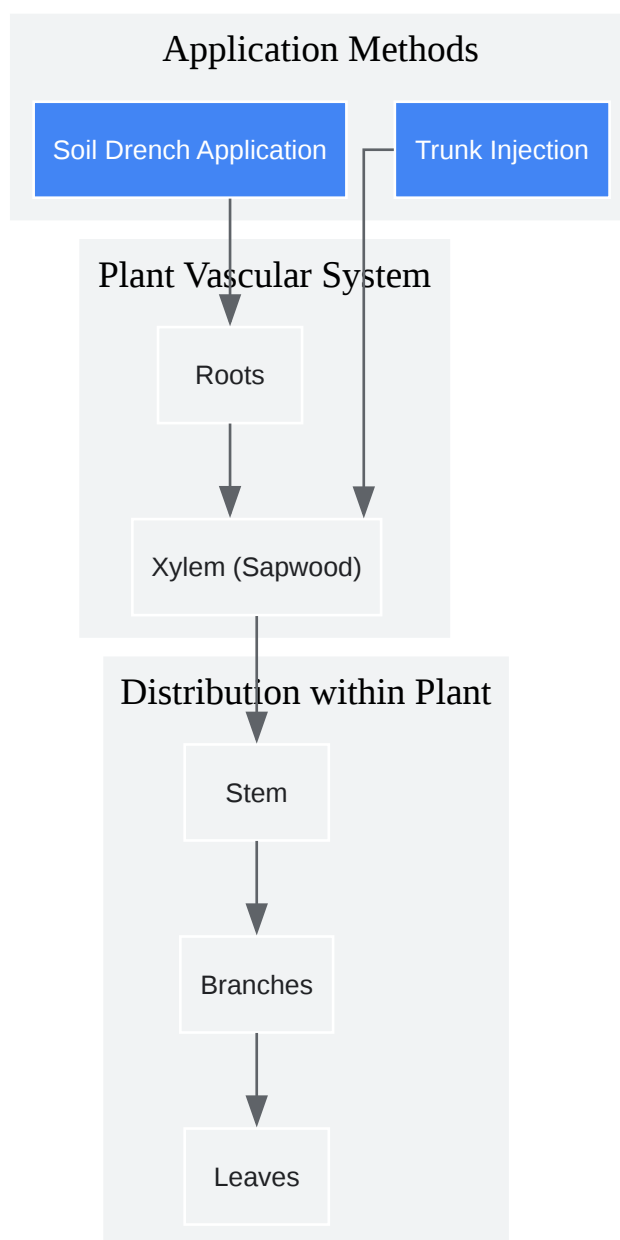 Application Methods
Soil Drench Application
Trunk Injection
Plant Vascular System
Roots
Xylem (Sapwood)
Distribution within Plant
Stem
Branches
Leaves